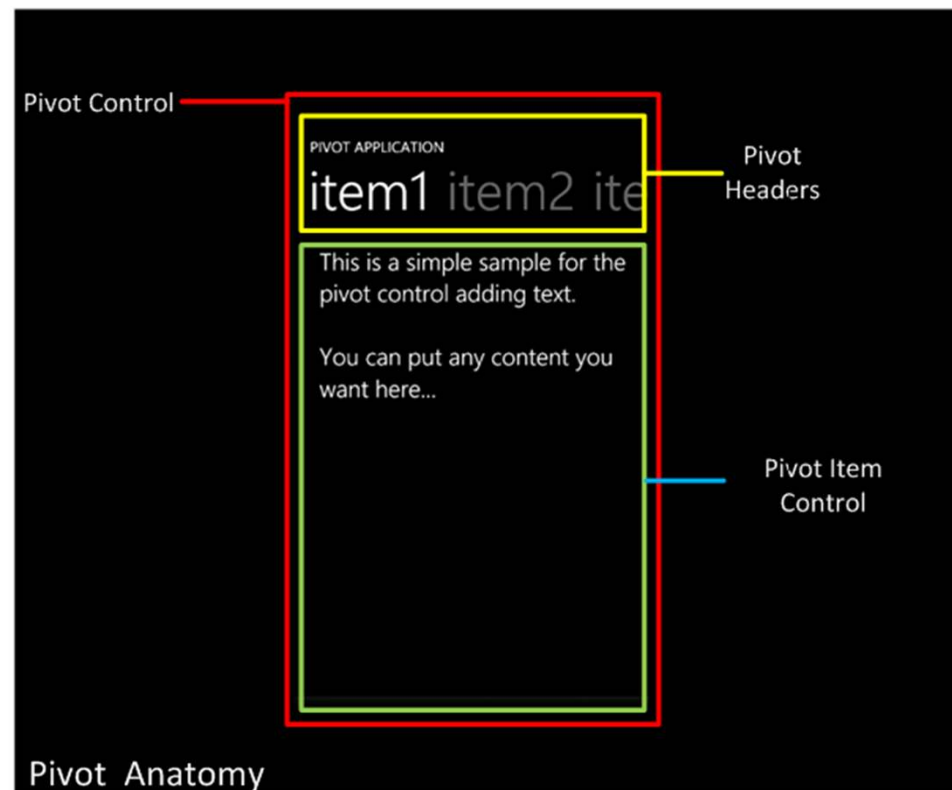 Pivot Control
PIVOT APPLICATION
item1 item2 ite
Pivot
Headers
This is a simple sample for the
pivot control adding text.
You can put any content you
want here...
Pivot Item
Control
Pivot Anatomy